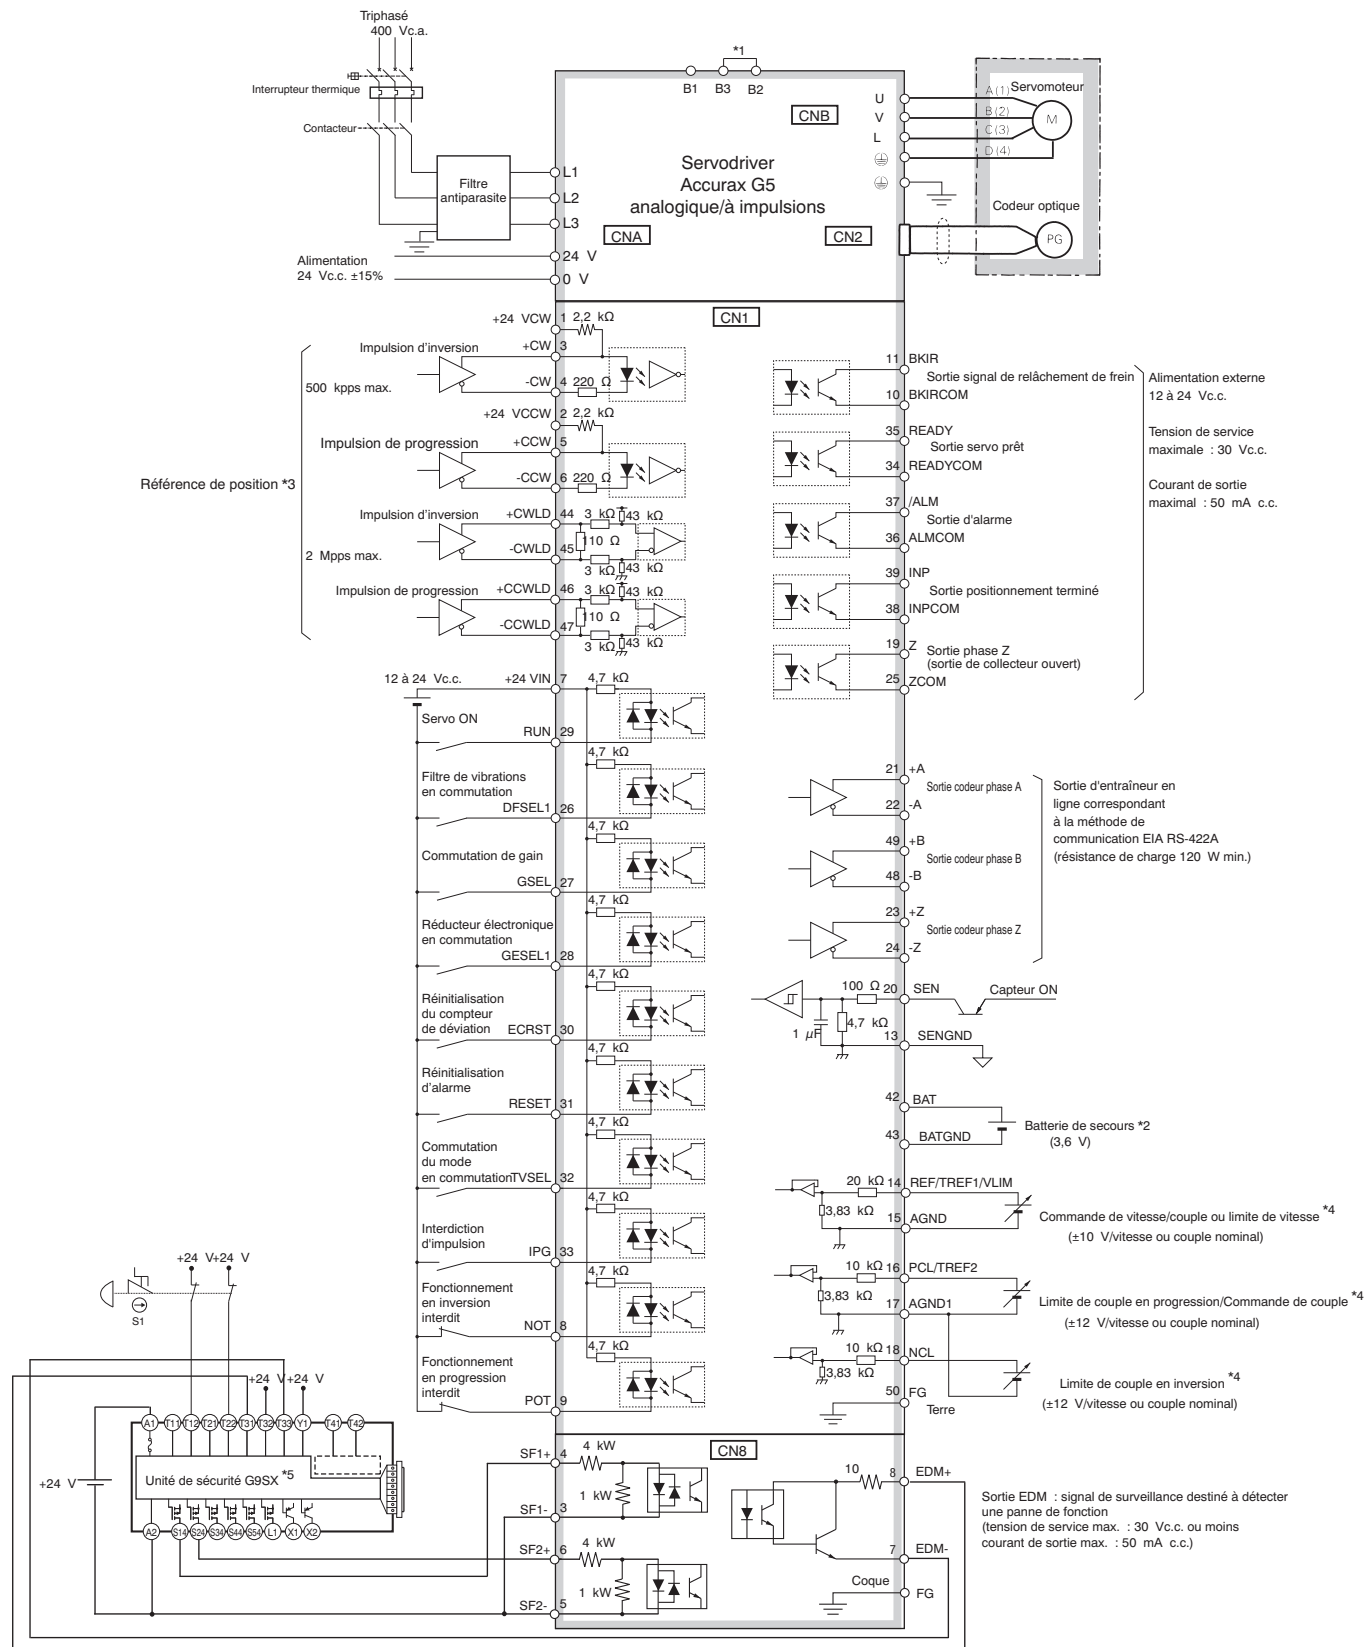 Triphasé
400 Vc.a.
Interrupteur thermique
Contacteur
Filtre
antiparasite
L1
L2
L3
Alimentation
24 Vc.c. ±15%
24 V
0 V
*1
B1 B3 B2
CNB
Servodriver
Accurax G5
analogique/à impulsions
CNA
CN2
U
V
L
A(1)
B(2)
C(3)
D(4)
Servomoteur
M
Codeur optique
PG
CN1
Référence de position *3
500 kpps max.
2 Mpps max.
+24 VCW 1 2,2 kΩ
Impulsion d'inversion
+CW 3
-CW 4 220 Ω
+24 VCCW 2 2,2 kΩ
Impulsion de progression
+CCW 5
-CCW 6 220 Ω
Impulsion d'inversion
+CWLD 44 3 kΩ 43 kΩ
110 Ω
-CWLD 45 3 kΩ 43 kΩ
Impulsion de progression
+CCWLD 46 3 kΩ 43 kΩ
110 Ω
-CCWLD 47 3 kΩ 43 kΩ
12 à 24 Vc.c.
+24 VIN 7 4,7 kΩ
Servo ON
RUN 29
4,7 kΩ
Filtre de vibrations
en commutation
DFSEL1 26
4,7 kΩ
Commutation de gain
GSEL 27
4,7 kΩ
Réducteur électronique
en commutation
GESEL1 28
4,7 kΩ
Réinitialisation
du compteur
de déviation
ECRST 30
4,7 kΩ
Réinitialisation
d'alarme
RESET 31
4,7 kΩ
Commutation
du mode
en commutation
TVSEL 32
4,7 kΩ
Interdiction
d'impulsion
IPG 33
4,7 kΩ
Fonctionnement
en inversion
interdit
NOT 8
4,7 kΩ
Fonctionnement
en progression
interdit
POT 9
11 BKIR
Sortie signal de relâchement de frein
10 BKIRCOM
35 READY
Sortie servo prêt
34 READYCOM
37 /ALM
Sortie d'alarme
36 ALMCOM
39 INP
Sortie positionnement terminé
38 INPCOM
19 Z
Sortie phase Z
(sortie de collecteur ouvert)
25 ZCOM
Alimentation externe
12 à 24 Vc.c.
Tension de service
maximale : 30 Vc.c.
Courant de sortie
maximal : 50 mA c.c.
21 +A
Sortie codeur phase A
22 -A
49 +B
Sortie codeur phase B
48 -B
23 +Z
Sortie codeur phase Z
24 -Z
Sortie d'entraîneur en
ligne correspondant
à la méthode de
communication EIA RS-422A
(résistance de charge 120 W min.)
100 Ω 20 SEN
Capteur ON
1 µF
4,7 kΩ
13 SENGND
42 BAT
43 BATGND
Batterie de secours *2
(3,6 V)
20 kΩ 14 REF/TREF1/VLIM
3,83 kΩ
15 AGND
Commande de vitesse/couple ou limite de vitesse *4
(±10 V/vitesse ou couple nominal)
10 kΩ 16 PCL/TREF2
3,83 kΩ
17 AGND1
Limite de couple en progression/Commande de couple *4
(±12 V/vitesse ou couple nominal)
10 kΩ 18 NCL
3,83 kΩ
Limite de couple en inversion *4
(±12 V/vitesse ou couple nominal)
50 FG
Terre
+24 V +24 V
S1
+24 V +24 V
A1 T11 T12 T21 T22 T31 T32 T33 Y1 T41 T42
+24 V
Unité de sécurité G9SX *5
A2 S14 S24 S34 S44 S54 L1 X1 X2
CN8
SF1+ 4 4 kW
1 kW
SF1- 3
SF2+ 6 4 kW
1 kW
SF2- 5
10 8 EDM+
7 EDM-
Coque
FG
Sortie EDM : signal de surveillance destiné à détecter
une panne de fonction
(tension de service max. : 30 Vc.c. ou moins
courant de sortie max. : 50 mA c.c.)